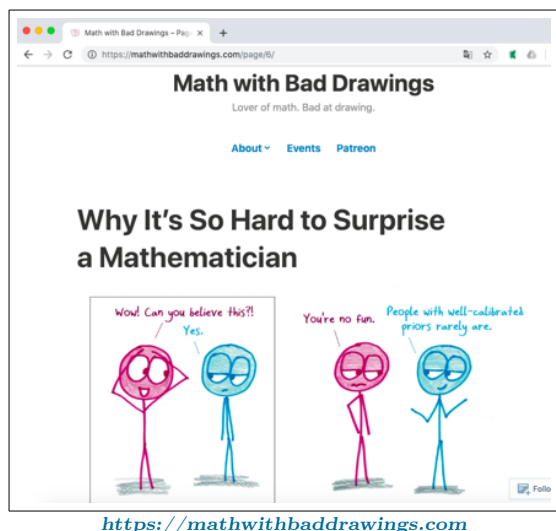 Math with Bad Drawings – Pag
https://mathwithbaddrawings.com/page/6/
Math with Bad Drawings
Lover of math. Bad at drawing.
About Events Patreon
Why It's So Hard to Surprise
a Mathematician
Wow! Can you believe this?!
Yes.
You're no fun.
People with well-calibrated
priors rarely are.
Follo
https://mathwithbaddrawings.com